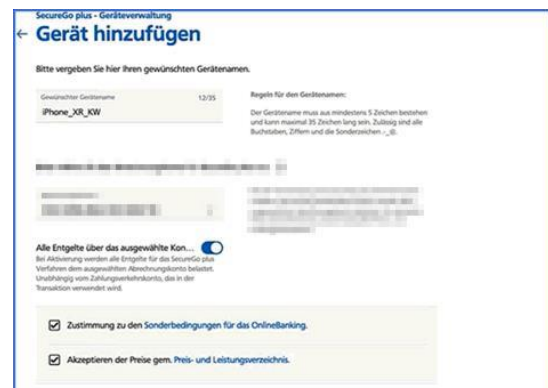 SecureGo plus - Geräteverwaltung
← Gerät hinzufügen
Bitte vergeben Sie hier Ihren gewünschten Gerätenamen.
Gewünschter Gerätename 12/35
iPhone_XR_KW
Regeln für den Gerätenamen:
Der Gerätename muss aus mindestens 5 Zeichen bestehen
und kann maximal 35 Zeichen lang sein. Zulässig sind alle
Buchstaben, Ziffern und die Sonderzeichen .-_@.
Alle Entgelte über das ausgewählte Kon...
Bei Aktivierung werden alle Entgelte für das SecureGo plus
Verfahren dem ausgewählten Abrechnungskonto belastet.
Unabhängig vom Zahlungsverkehrskonto, das in der
Transaktion verwendet wird.
Zustimmung zu den Sonderbedingungen für das OnlineBanking.
Akzeptieren der Preise gem. Preis- und Leistungsverzeichnis.